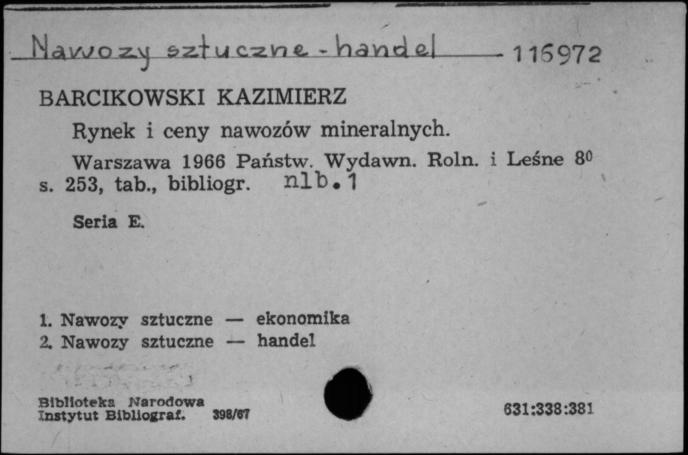 Nawozy sztuczne - handel 116972
BARCIKOWSKI KAZIMIERZ
Rynek i ceny nawozów mineralnych.
Warszawa 1966 Państw. Wydawn. Roln. i Leśne 8⁰
s. 253, tab., bibliogr. nlb.1
Seria E.
1. Nawozy sztuczne — ekonomika
2. Nawozy sztuczne — handel
Biblioteka Narodowa
Instytut Bibliograf. 398/67
631:338:381